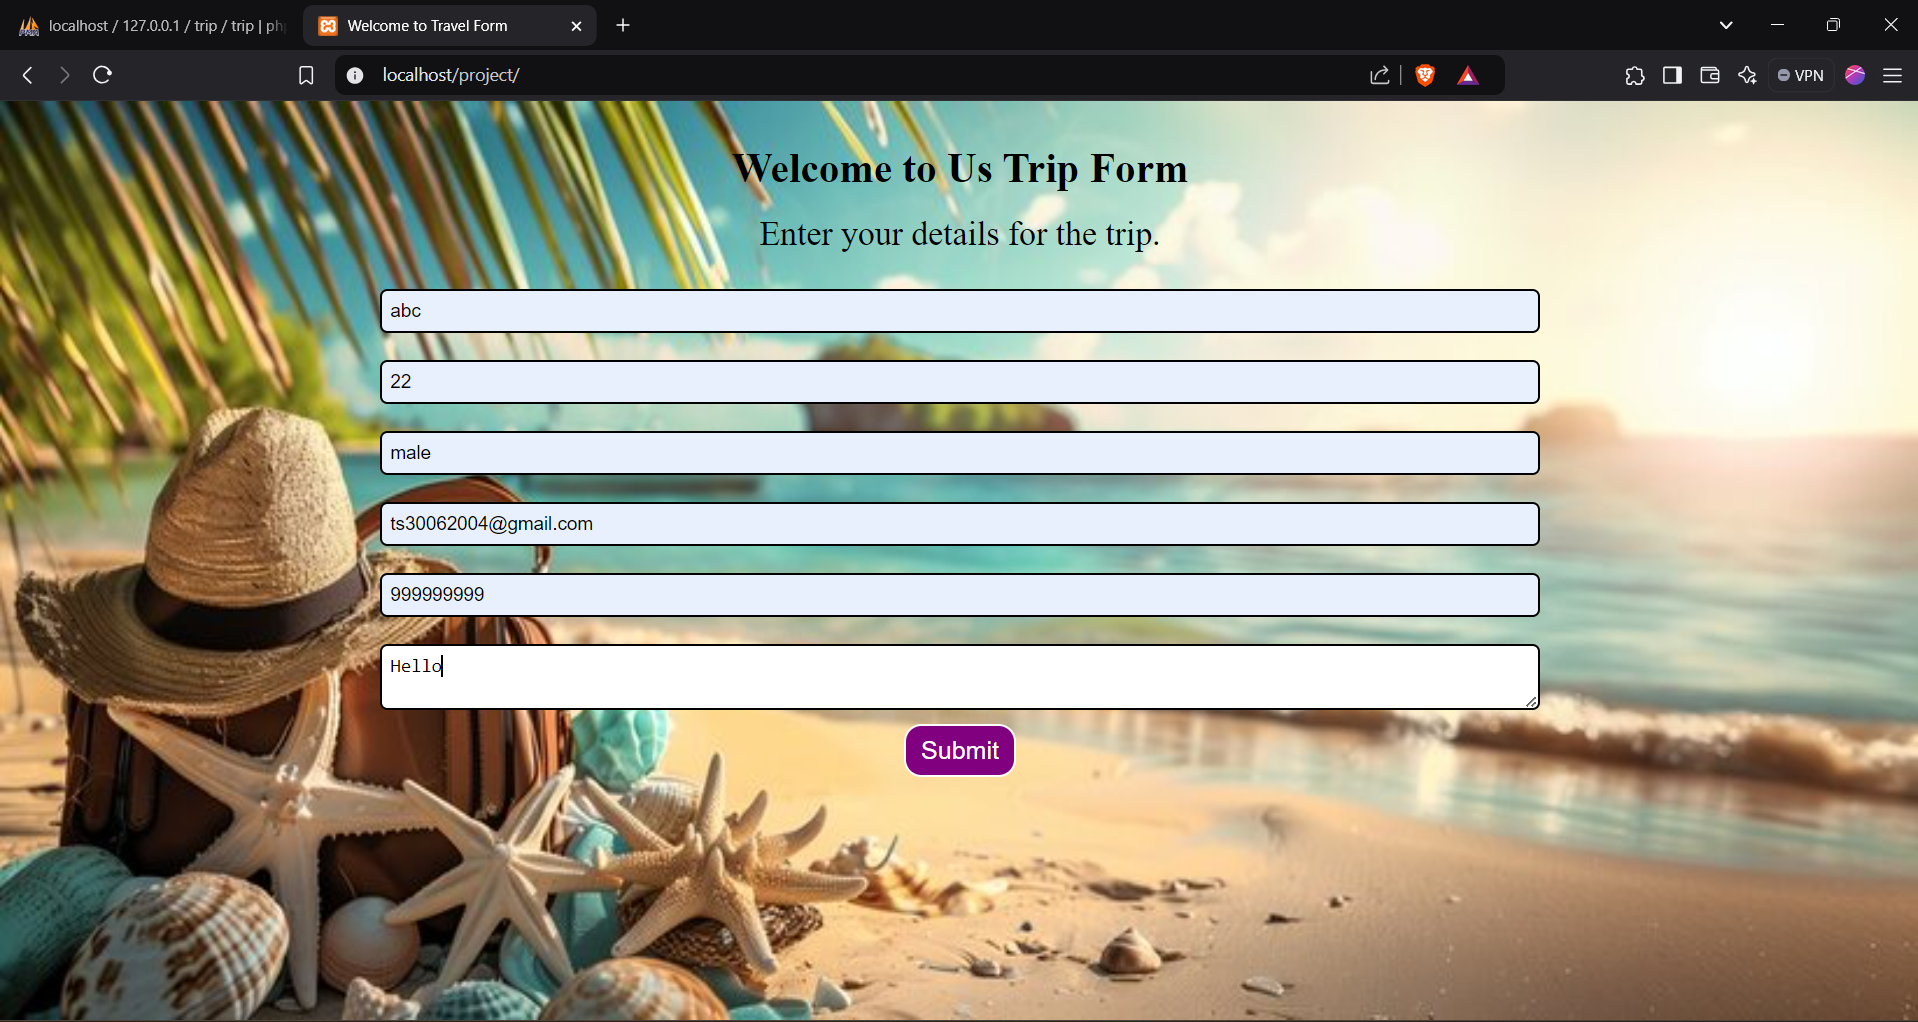 localhost / 127.0.0.1 / trip / trip | ph
Welcome to Travel Form
localhost/project/
VPN
Welcome to Us Trip Form
Enter your details for the trip.
abc
22
male
ts30062004@gmail.com
999999999
Hello
Submit